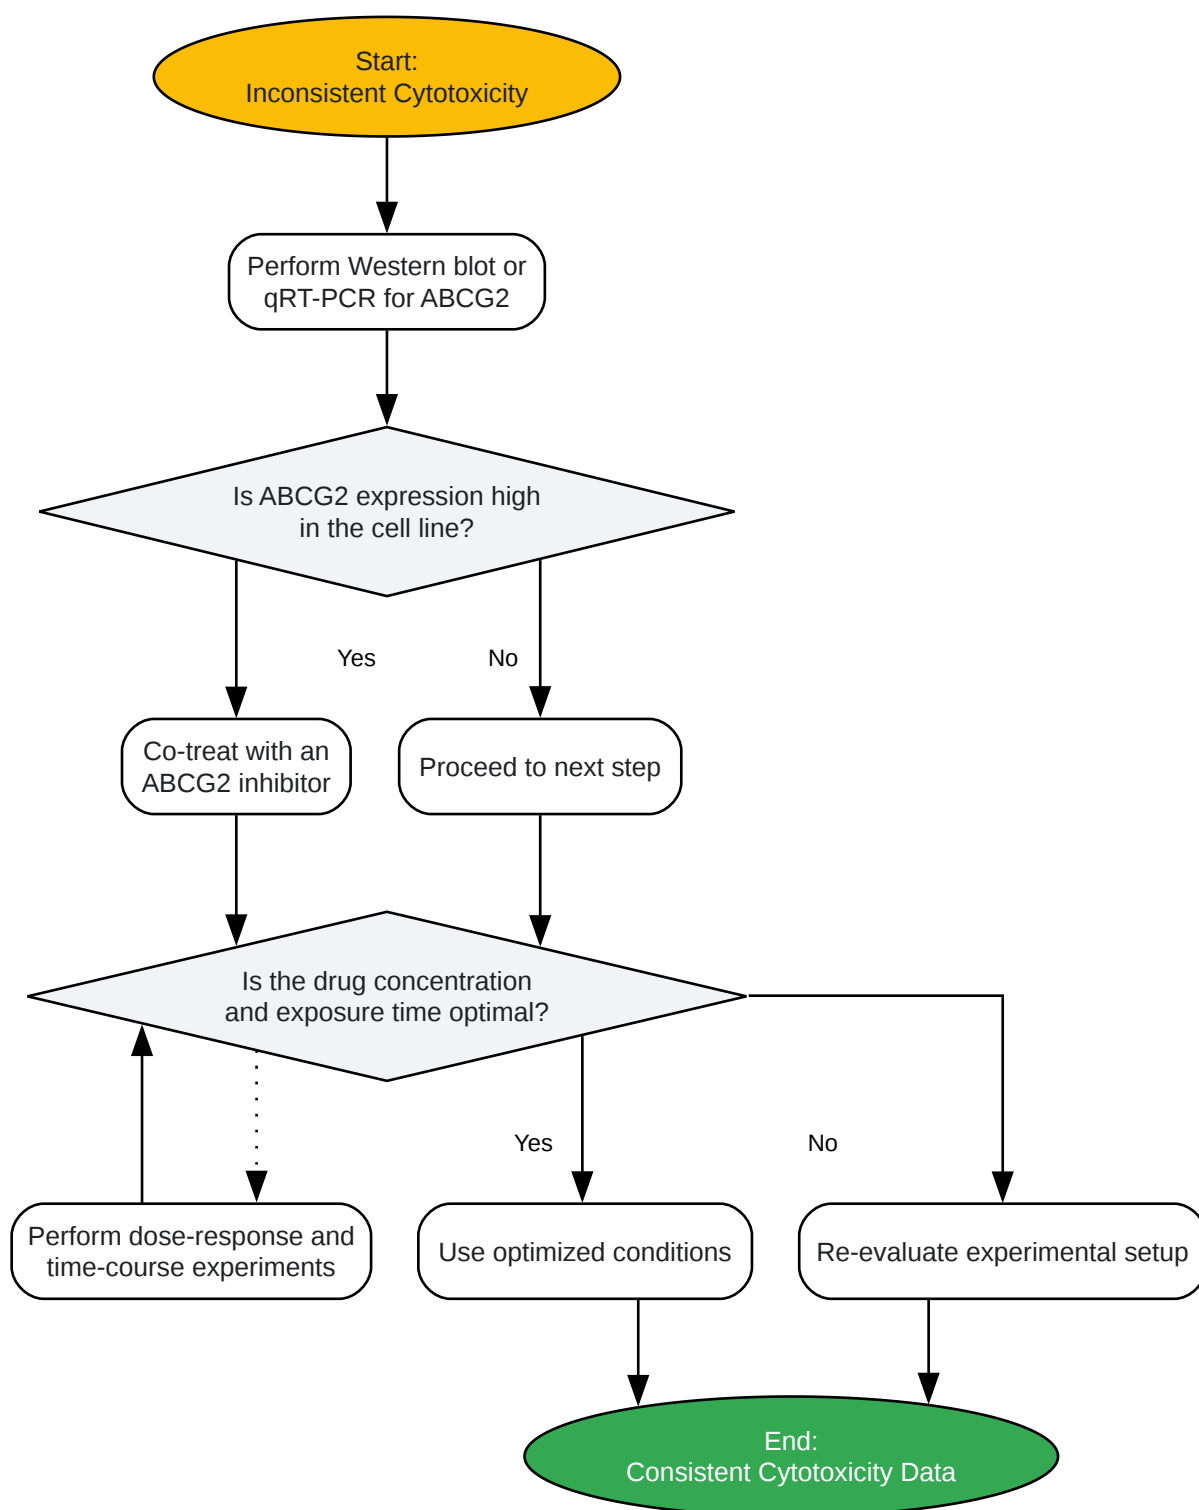 Start:
Inconsistent Cytotoxicity
Perform Western blot or
qRT-PCR for ABCG2
Is ABCG2 expression high
in the cell line?
Yes
No
Co-treat with an
ABCG2 inhibitor
Proceed to next step
Is the drug concentration
and exposure time optimal?
Yes
No
Perform dose-response and
time-course experiments
Use optimized conditions
Re-evaluate experimental setup
End:
Consistent Cytotoxicity Data